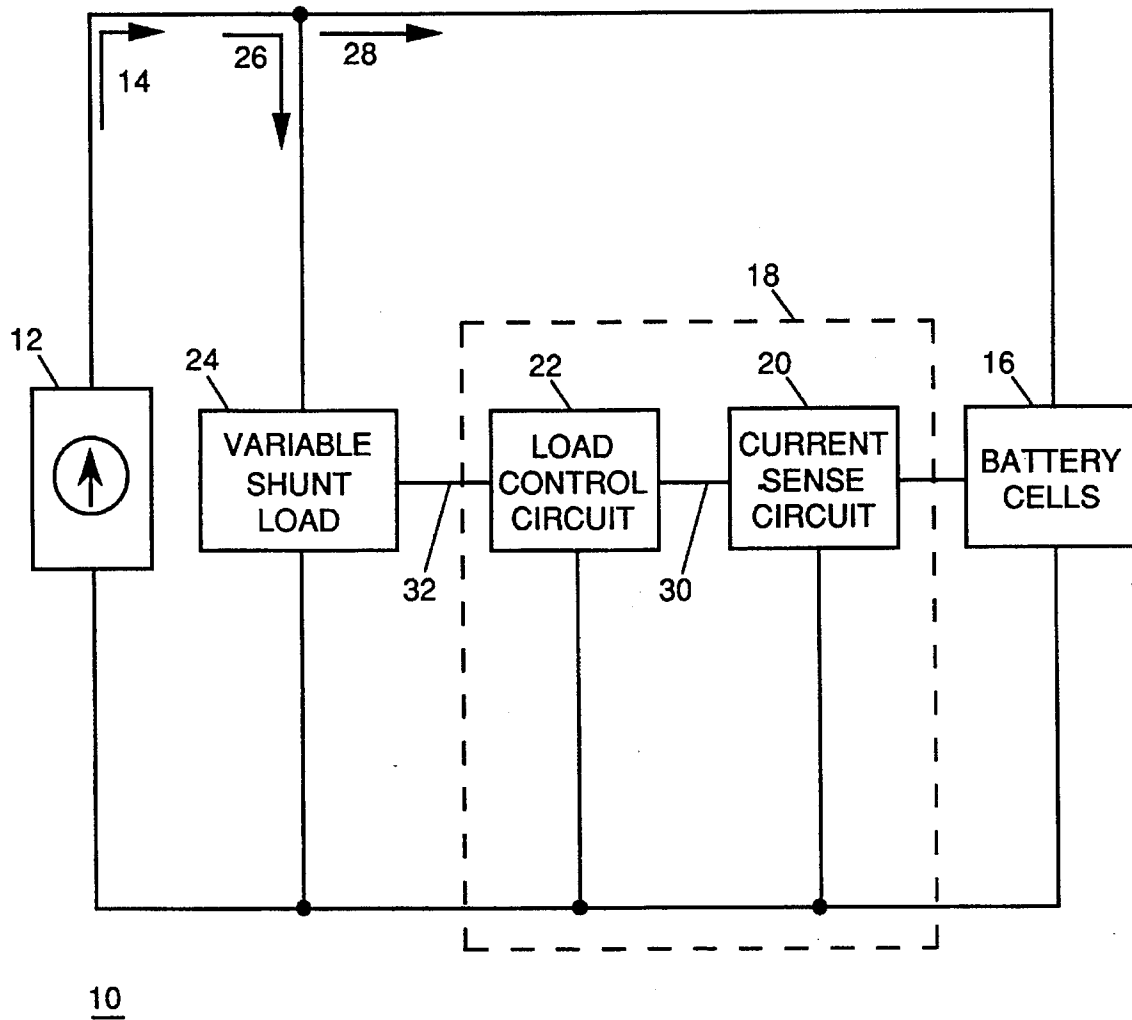 26
28
14
18
12
24
22
20
16
VARIABLE
SHUNT
LOAD
LOAD
CONTROL
CIRCUIT
CURRENT
SENSE
CIRCUIT
BATTERY
CELLS
32
30
10